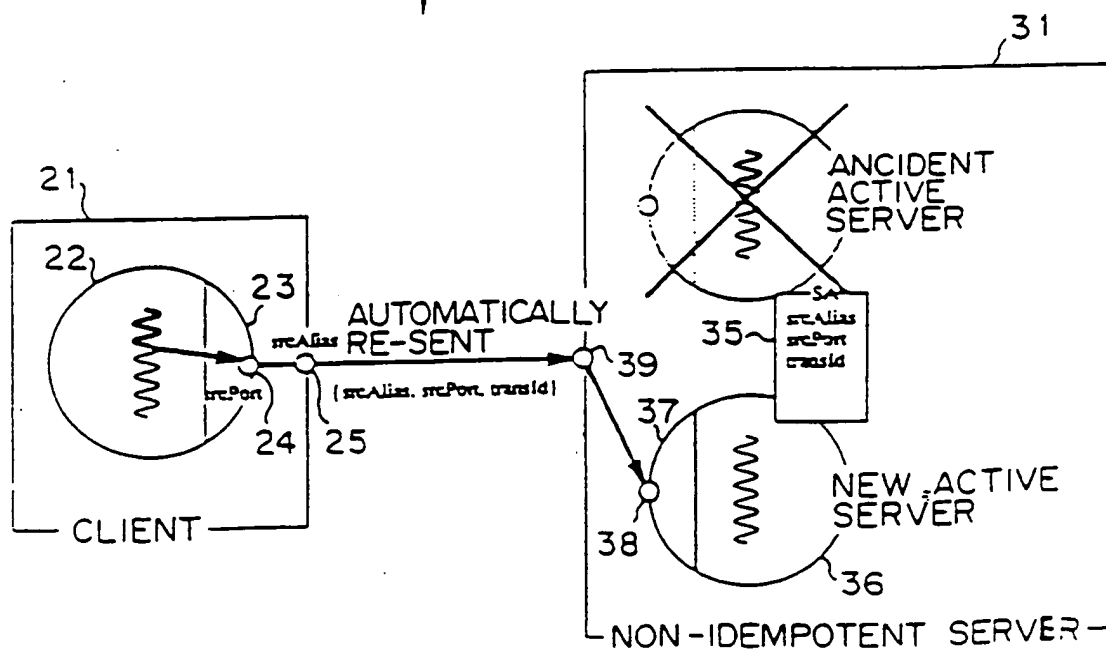 31
21
22
23
srcAlias
AUTOMATICALLY
RE-SENT
srcPort
24
25
{srcAlias, srcPort, transId}
39
CLIENT
ANCIDENT
ACTIVE
SERVER
SA
35
srcAlias
srcPort
transId
37
38
NEW ACTIVE
SERVER
36
NON-IDEMPOTENT SERVER